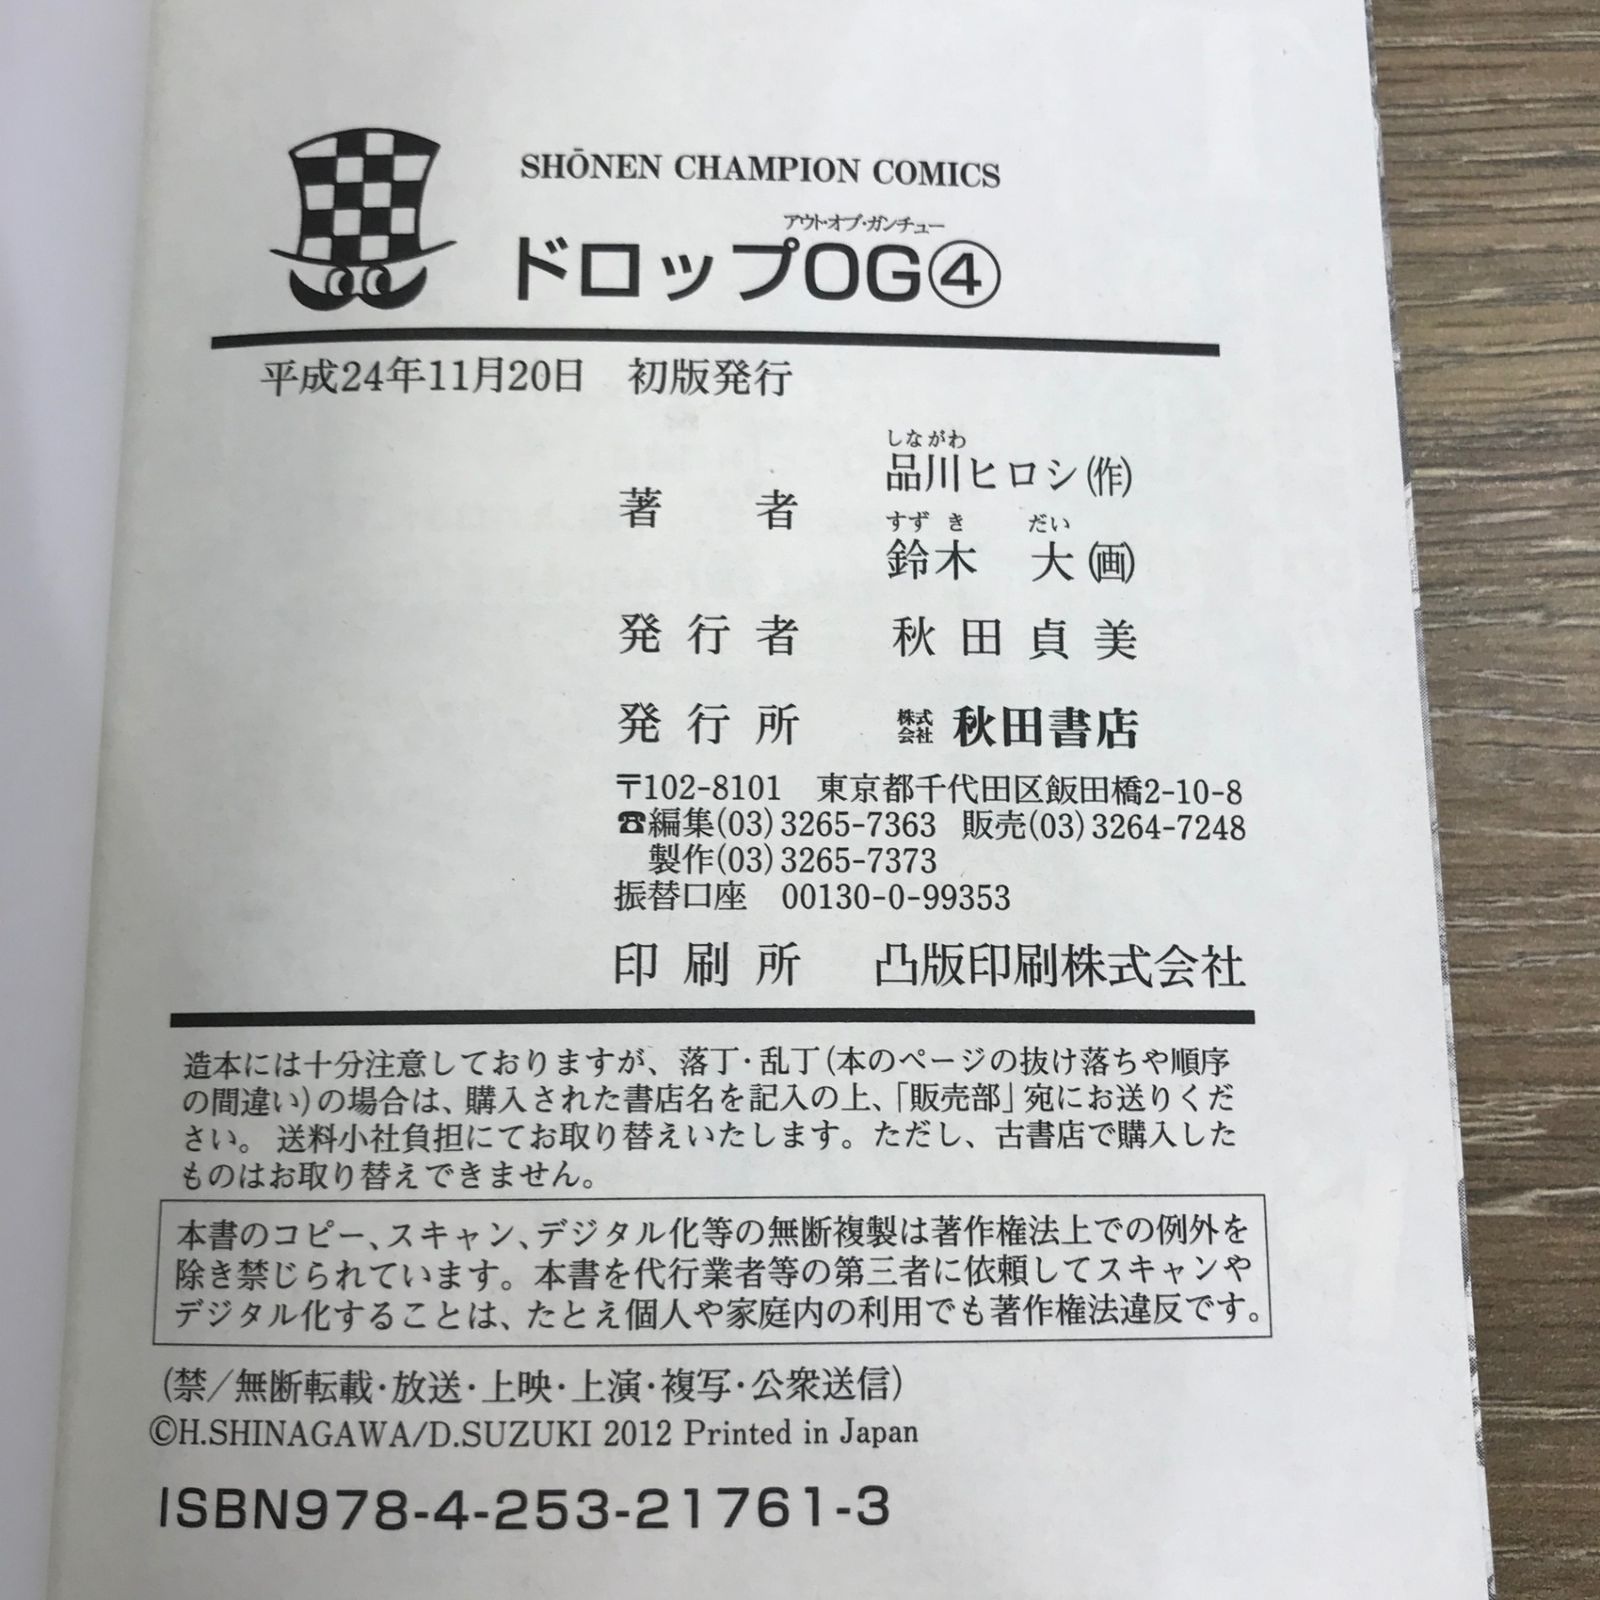 SHŌNEN CHAMPION COMICS
アウト・オブ・ガンチュー
ドロップOG④
平成24年11月20日 初版発行
しながわ
著者 品川ヒロシ(作)
すずき だい
鈴木 大(画)
発行者 秋田貞美
発行所 株式会社 秋田書店
〒102-8101 東京都千代田区飯田橋2-10-8
☎編集(03)3265-7363 販売(03)3264-7248
製作(03)3265-7373
振替口座 00130-0-99353
印刷所 凸版印刷株式会社
造本には十分注意しておりますが、落丁・乱丁(本のページの抜け落ちや順序
の間違い)の場合は、購入された書店名を記入の上、「販売部」宛にお送りくだ
さい。送料小社負担にてお取り替えいたします。ただし、古書店で購入した
ものはお取り替えできません。
本書のコピー、スキャン、デジタル化等の無断複製は著作権法上での例外を
除き禁じられています。本書を代行業者等の第三者に依頼してスキャンや
デジタル化することは、たとえ個人や家庭内の利用でも著作権法違反です。
(禁/無断転載・放送・上映・上演・複写・公衆送信)
©H.SHINAGAWA/D.SUZUKI 2012 Printed in Japan
ISBN978-4-253-21761-3